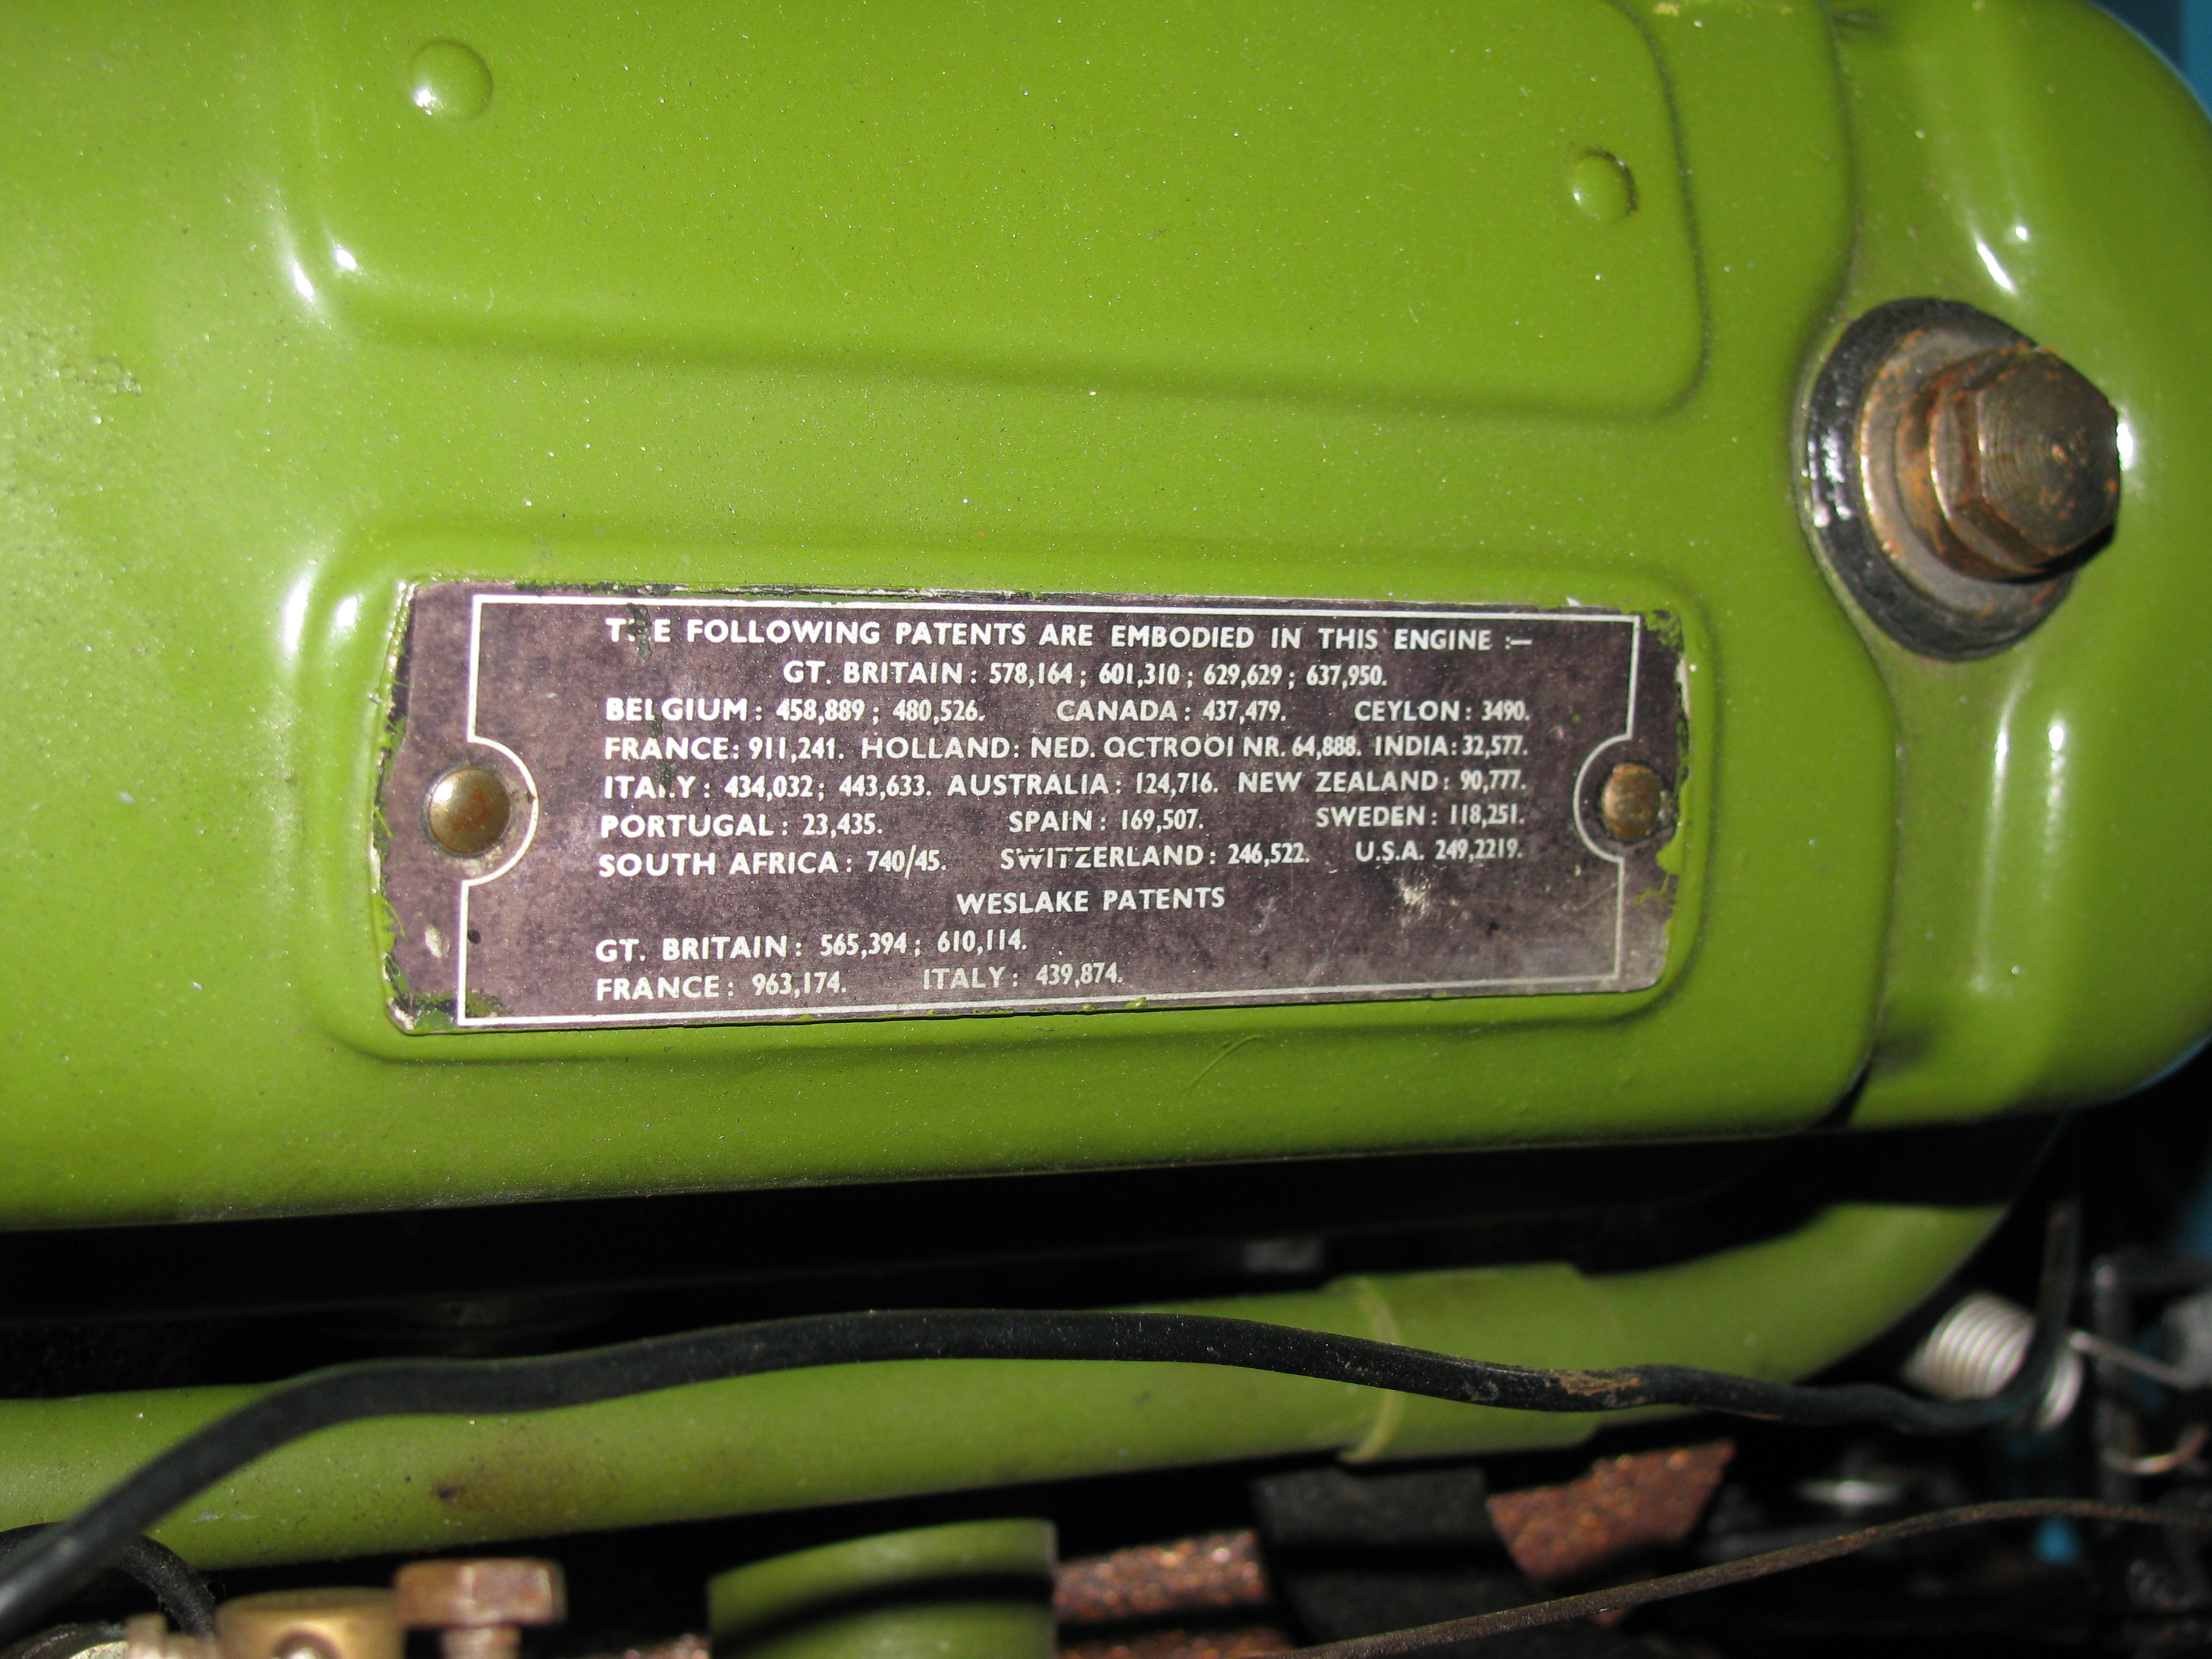 T.E FOLLOWING PATENTS ARE EMBODIED IN THIS ENGINE :—
GT. BRITAIN : 578,164 ; 601,310 ; 629,629 ; 637,950.
BELGIUM : 458,889 ; 480,526. CANADA : 437,479. CEYLON : 3490.
FRANCE: 911,241. HOLLAND: NED. OCTROOI NR. 64,888. INDIA: 32,577.
ITALY : 434,032; 443,633. AUSTRALIA : 124,716. NEW ZEALAND : 90,777.
PORTUGAL : 23,435. SPAIN : 169,507. SWEDEN : 118,251.
SOUTH AFRICA : 740/45. SWITZERLAND : 246,522. U.S.A. 249,2219.
WESLAKE PATENTS
GT. BRITAIN : 565,394 ; 610,114.
FRANCE : 963,174. ITALY : 439,874.